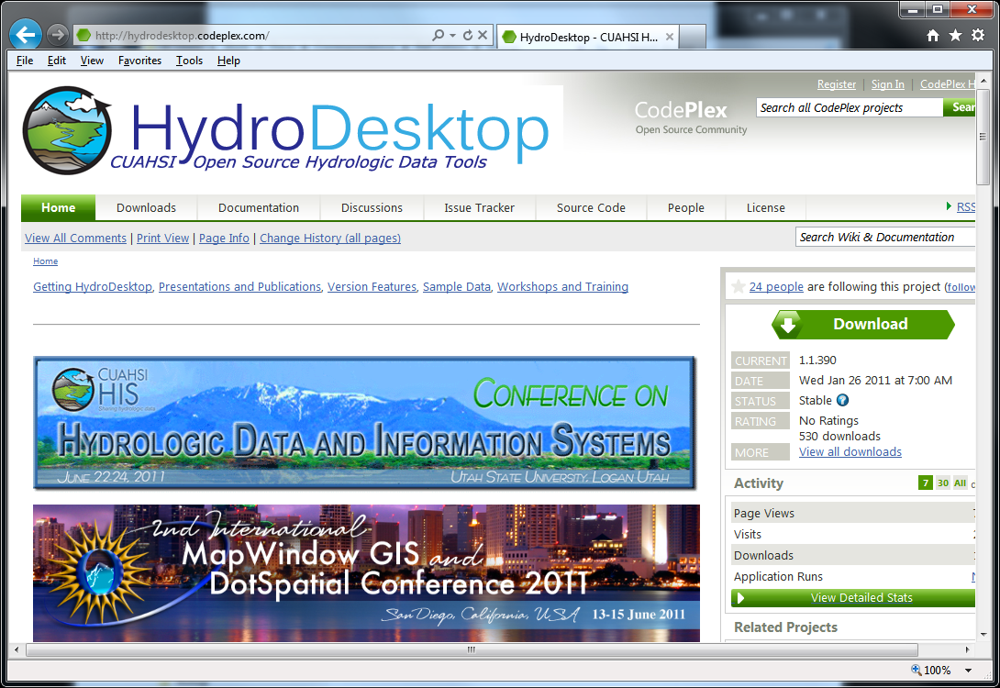 http://hydrodesktop.codeplex.com/
HydroDesktop - CUAHSI H...
File Edit View Favorites Tools Help
Register | Sign In | CodePlex H
HydroDesktop
CUAHSI Open Source Hydrologic Data Tools
CodePlex
Open Source Community
Search all CodePlex projects
Sear
Home Downloads Documentation Discussions Issue Tracker Source Code People License
RSS
View All Comments | Print View | Page Info | Change History (all pages)
Search Wiki & Documentation
Home
Getting HydroDesktop, Presentations and Publications, Version Features, Sample Data, Workshops and Training
CUAHSI
HIS
Sharing hydrologic data
Conference on
Hydrologic Data and Information Systems
June 22-24, 2011
Utah State University, Logan Utah
2nd International
MapWindow GIS and
DotSpatial Conference 2011
San Diego, California, USA 13-15 June 2011
24 people are following this project (follow
Download
CURRENT 1.1.390
DATE Wed Jan 26 2011 at 7:00 AM
STATUS Stable ?
RATING No Ratings
530 downloads
MORE View all downloads
Activity
7 30 All
Page Views
Visits
Downloads
Application Runs
View Detailed Stats
Related Projects
100%